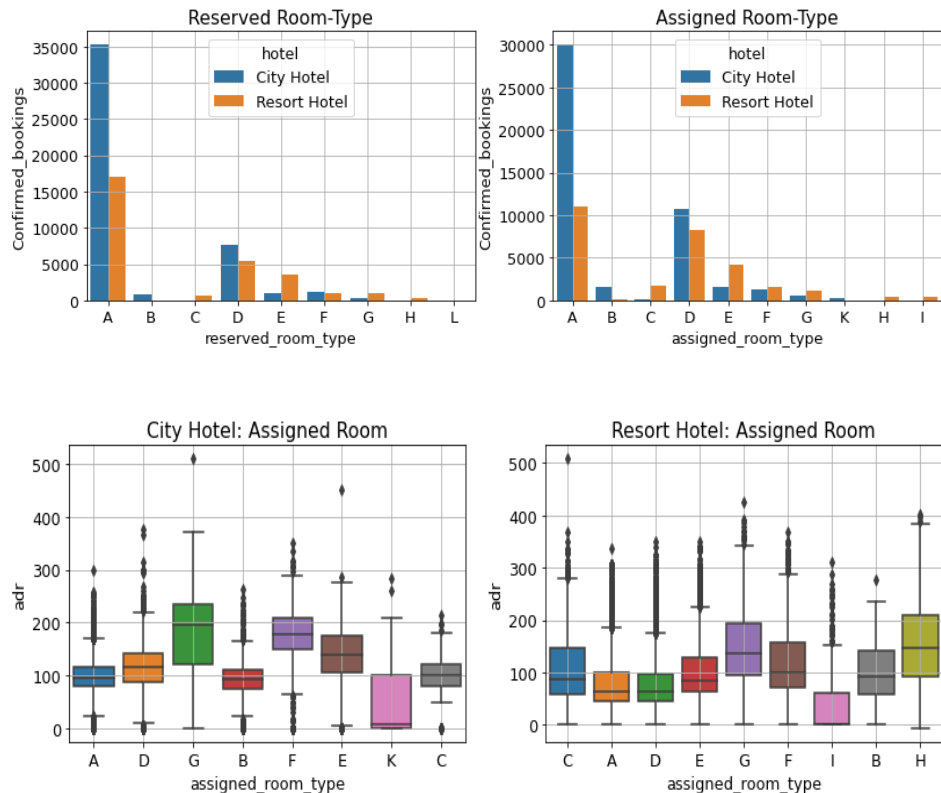 Reserved Room-Type
Confirmed_bookings
35000
30000
25000
20000
15000
10000
5000
0
hotel
City Hotel
Resort Hotel
A B C D E F G H L
reserved_room_type
Assigned Room-Type
Confirmed_bookings
30000
25000
20000
15000
10000
5000
0
hotel
City Hotel
Resort Hotel
A B C D E F G K H I
assigned_room_type
City Hotel: Assigned Room
adr
500
400
300
200
100
0
A D G B F E K C
assigned_room_type
Resort Hotel: Assigned Room
adr
500
400
300
200
100
0
C A D E G F I B H
assigned_room_type